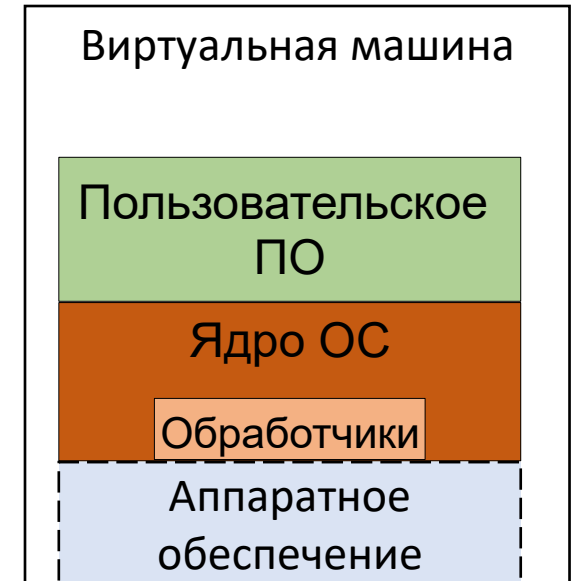 Виртуальная машина
Пользовательское
ПО
Ядро ОС
Обработчики
Аппаратное
обеспечение